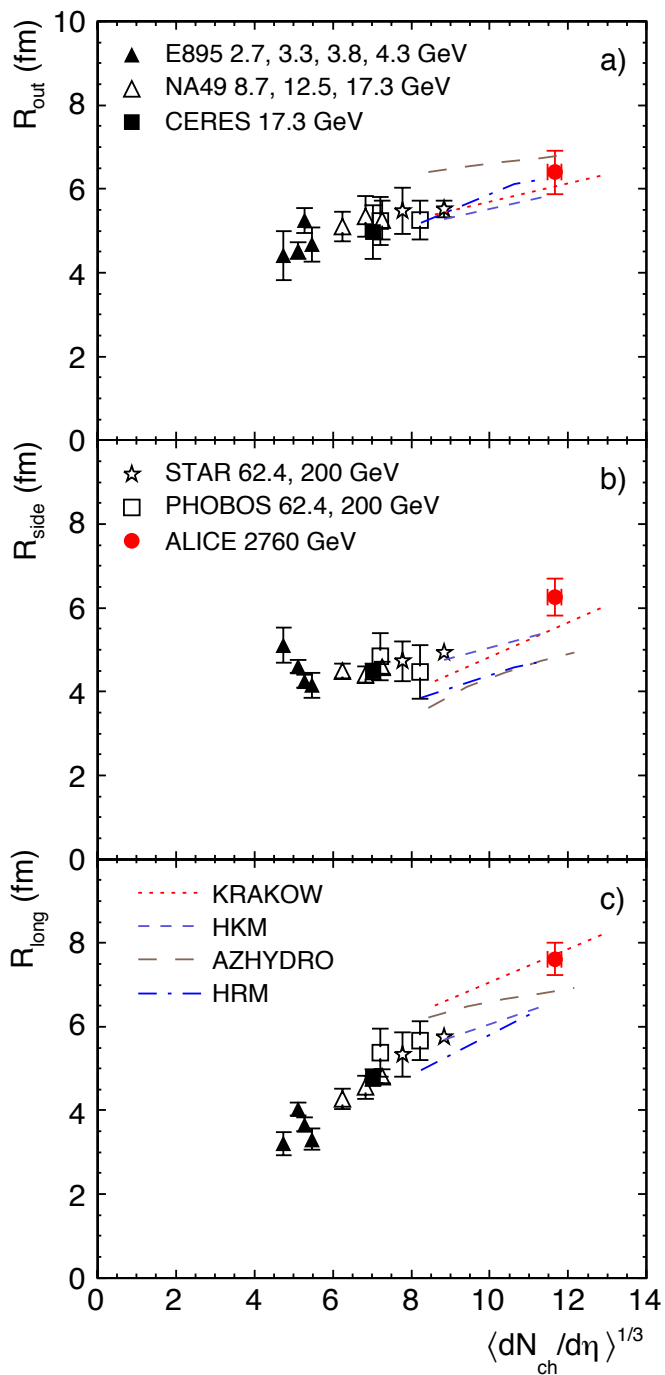 10
R_out (fm)
a)
E895 2.7, 3.3, 3.8, 4.3 GeV
NA49 8.7, 12.5, 17.3 GeV
CERES 17.3 GeV
8
6
4
2
0
R_side (fm)
b)
STAR 62.4, 200 GeV
PHOBOS 62.4, 200 GeV
ALICE 2760 GeV
8
6
4
2
0
R_long (fm)
c)
KRAKOW
HKM
AZHYDRO
HRM
8
6
4
2
0
0 2 4 6 8 10 12 14
⟨dN_ch/dη⟩^1/3